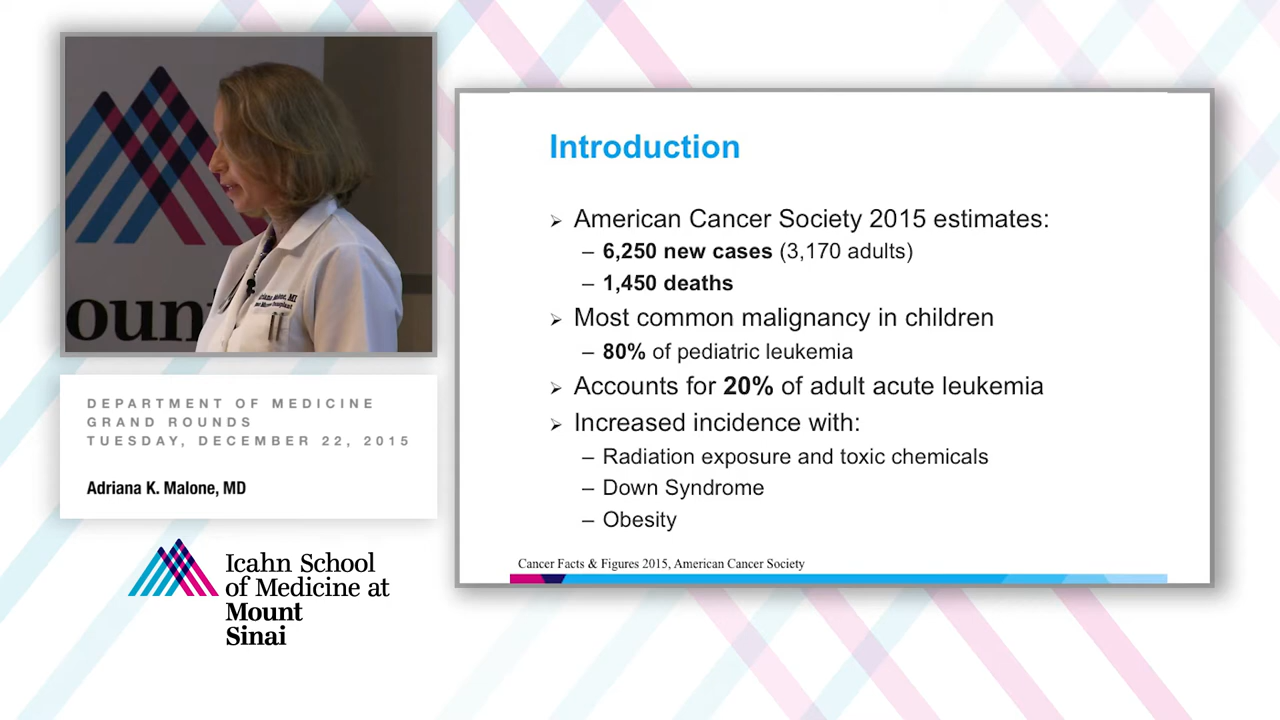 DEPARTMENT OF MEDICINE
GRAND ROUNDS
TUESDAY, DECEMBER 22, 2015
Adriana K. Malone, MD
Icahn School
of Medicine at
Mount
Sinai
Introduction
➢ American Cancer Society 2015 estimates:
– 6,250 new cases (3,170 adults)
– 1,450 deaths
➢ Most common malignancy in children
– 80% of pediatric leukemia
➢ Accounts for 20% of adult acute leukemia
➢ Increased incidence with:
– Radiation exposure and toxic chemicals
– Down Syndrome
– Obesity
Cancer Facts & Figures 2015, American Cancer Society